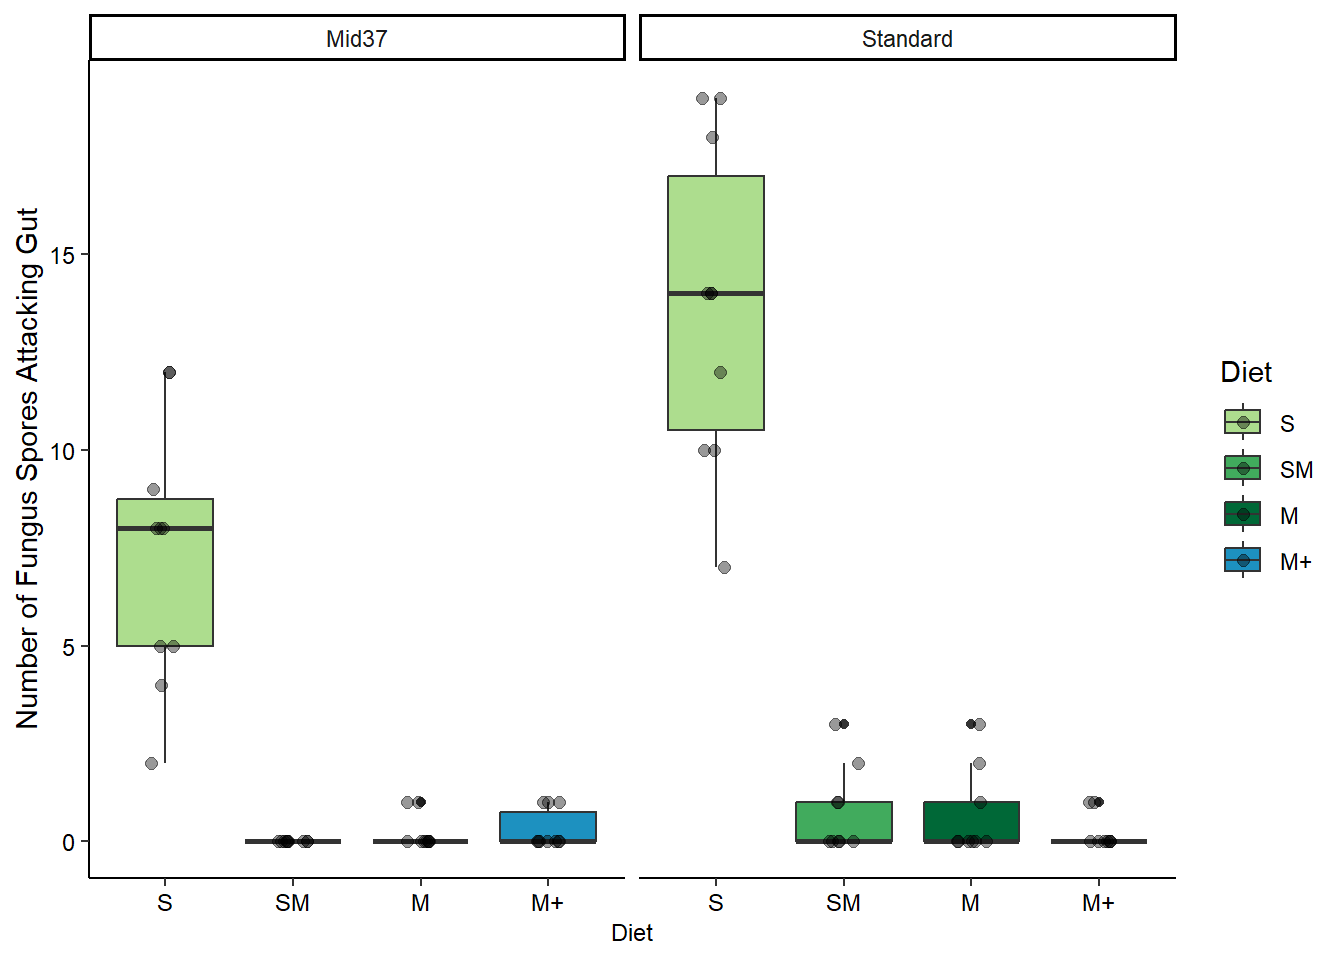 Mid37
Standard
Number of Fungus Spores Attacking Gut
15
10
5
0
S
SM
M
M+
S
SM
M
M+
Diet
Diet
S
SM
M
M+